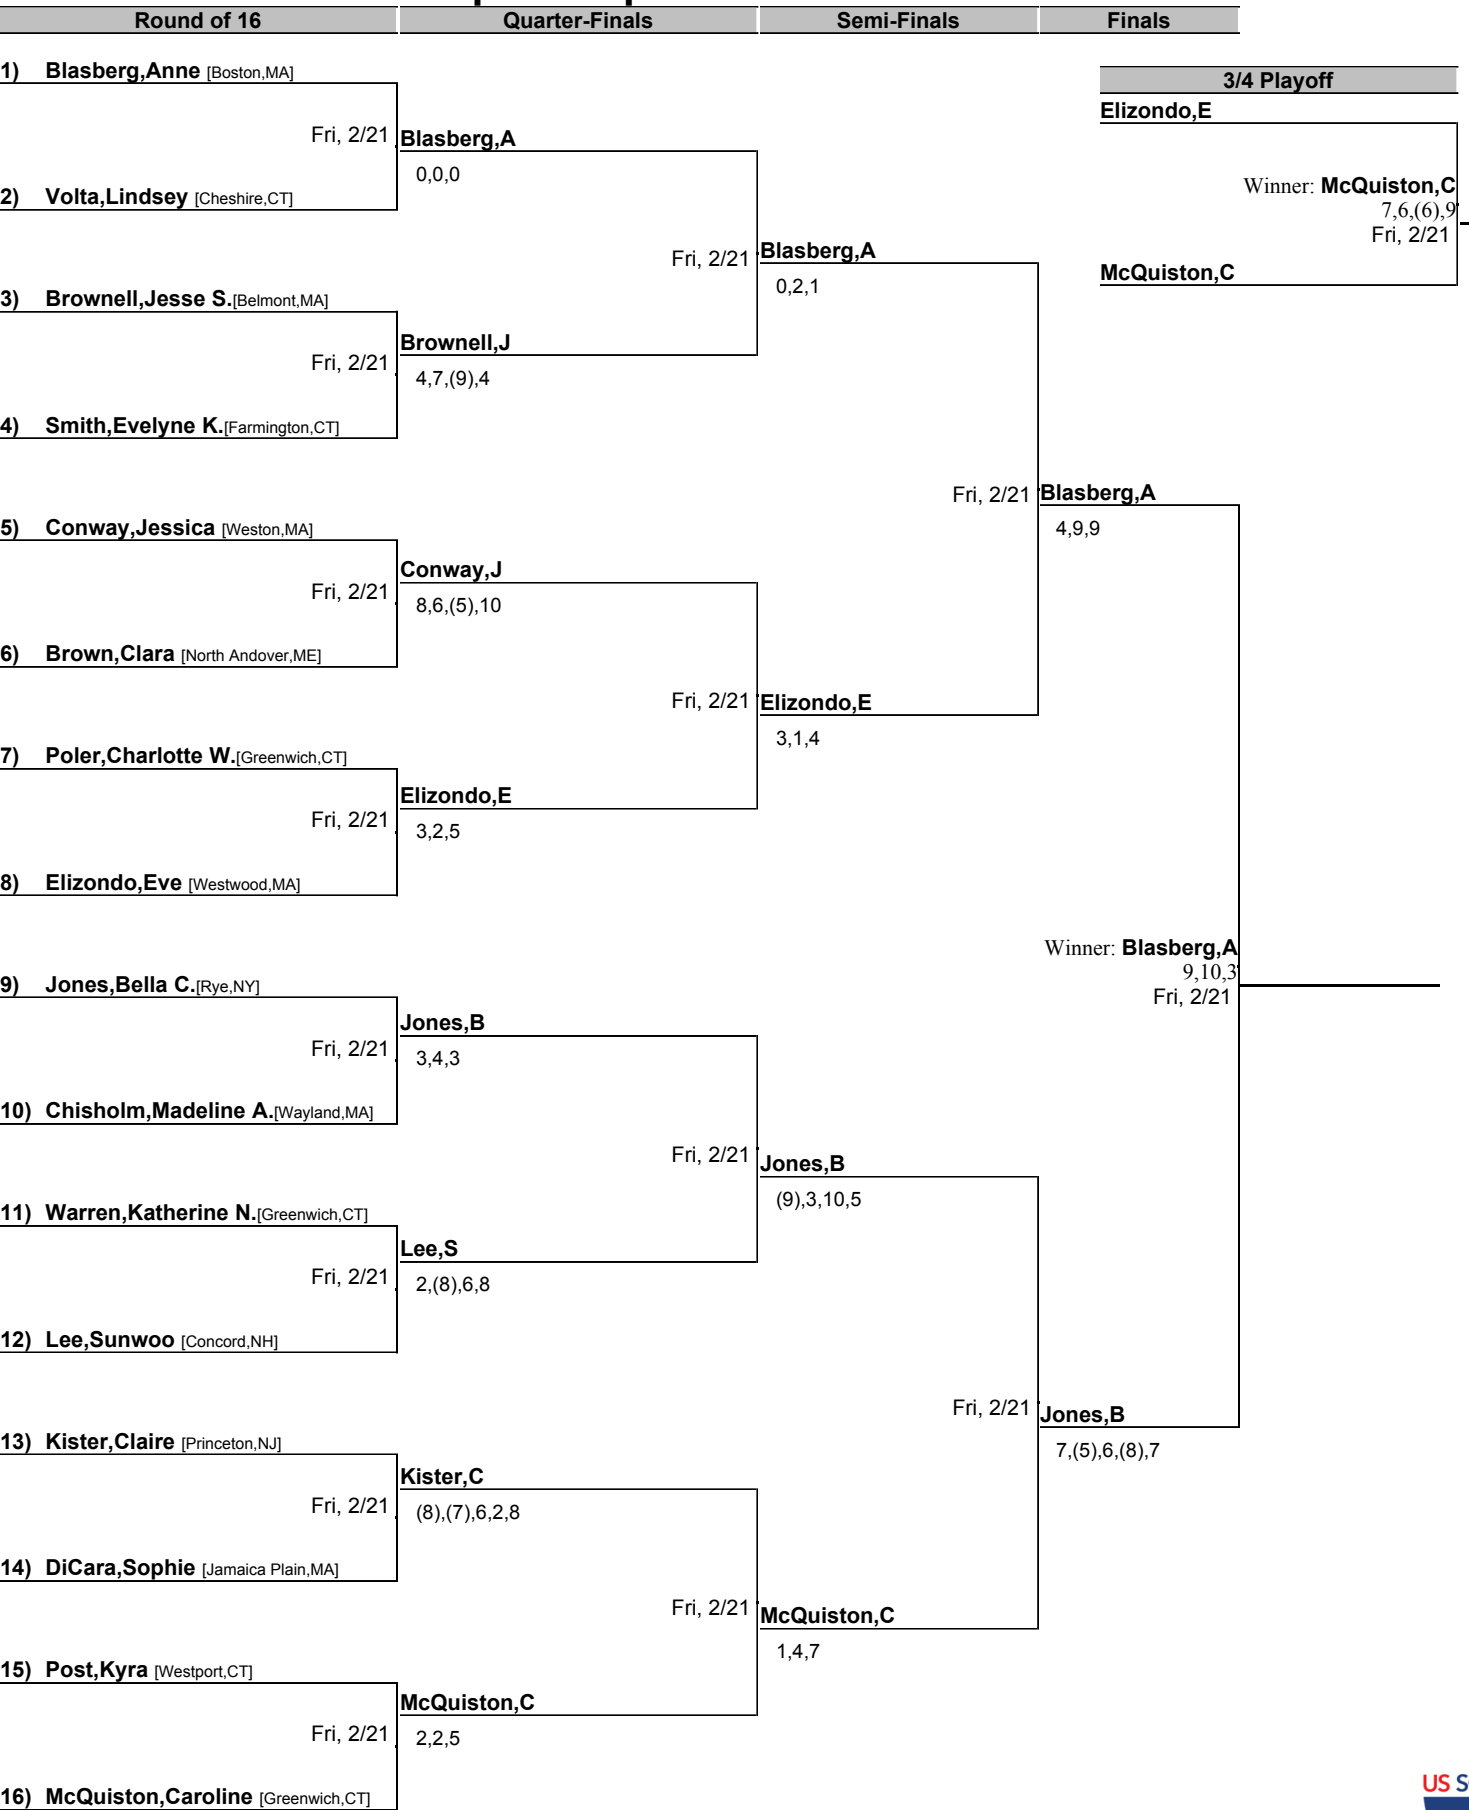 Round of 16 Quarter-Finals Semi-Finals Finals
1) Blasberg,Anne [Boston,MA]
3/4 Playoff
Elizondo,E
Fri, 2/21 Blasberg,A
0,0,0
Winner: McQuiston,C
2) Volta,Lindsey [Cheshire,CT]
7,6,(6),9
Fri, 2/21
Fri, 2/21 Blasberg,A
McQuiston,C
0,2,1
3) Brownell,Jesse S.[Belmont,MA]
Brownell,J
Fri, 2/21
4,7,(9),4
4) Smith,Evelyne K.[Farmington,CT]
Fri, 2/21 Blasberg,A
5) Conway,Jessica [Weston,MA]
4,9,9
Conway,J
Fri, 2/21
8,6,(5),10
6) Brown,Clara [North Andover,ME]
Fri, 2/21 Elizondo,E
3,1,4
7) Poler,Charlotte W.[Greenwich,CT]
Elizondo,E
Fri, 2/21
3,2,5
8) Elizondo,Eve [Westwood,MA]
Winner: Blasberg,A
9,10,3
Fri, 2/21
9) Jones,Bella C.[Rye,NY]
Jones,B
Fri, 2/21
3,4,3
10) Chisholm,Madeline A.[Wayland,MA]
Fri, 2/21 Jones,B
(9),3,10,5
11) Warren,Katherine N.[Greenwich,CT]
Lee,S
Fri, 2/21
2,(8),6,8
12) Lee,Sunwoo [Concord,NH]
Fri, 2/21 Jones,B
7,(5),6,(8),7
13) Kister,Claire [Princeton,NJ]
Kister,C
Fri, 2/21
(8),(7),6,2,8
14) DiCara,Sophie [Jamaica Plain,MA]
Fri, 2/21 McQuiston,C
1,4,7
15) Post,Kyra [Westport,CT]
McQuiston,C
Fri, 2/21
2,2,5
16) McQuiston,Caroline [Greenwich,CT]
US